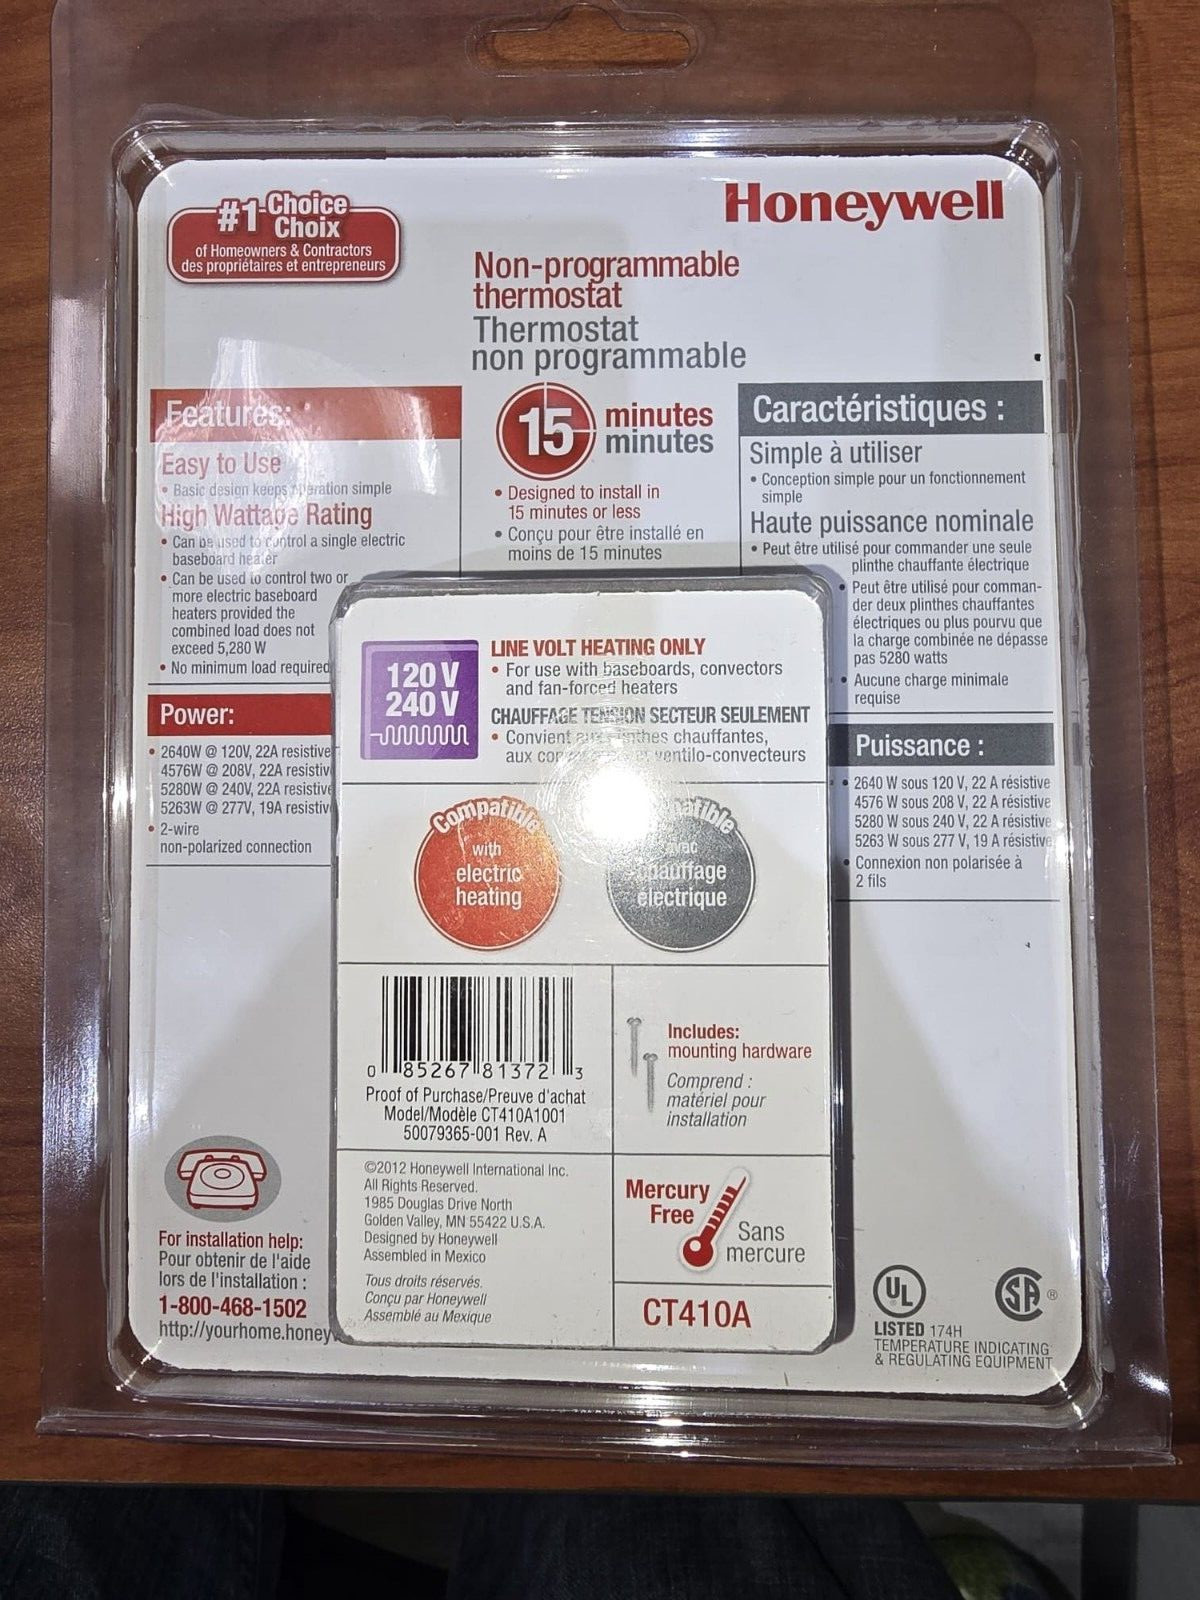 #1 Choice
Choix
of Homeowners & Contractors
des propriétaires et entrepreneurs
Honeywell
Non-programmable
thermostat
Thermostat
non programmable
15 minutes
minutes
• Designed to install in
15 minutes or less
• Conçu pour être installé en
moins de 15 minutes
Features:
Easy to Use
• Basic design keeps operation simple
High Wattage Rating
• Can be used to control a single electric
baseboard heater
• Can be used to control two or
more electric baseboard
heaters provided the
combined load does not
exceed 5,280 W
• No minimum load required
Power:
• 2640W @ 120V, 22A resistive
4576W @ 208V, 22A resistive
5280W @ 240V, 22A resistive
5263W @ 277V, 19A resistive
• 2-wire
non-polarized connection
Caractéristiques :
Simple à utiliser
• Conception simple pour un fonctionnement
simple
Haute puissance nominale
• Peut être utilisé pour commander une seule
plinthe chauffante électrique
• Peut être utilisé pour comman-
der deux plinthes chauffantes
électriques ou plus pourvu que
la charge combinée ne dépasse
pas 5280 watts
• Aucune charge minimale
requise
Puissance :
• 2640 W sous 120 V, 22 A résistive
4576 W sous 208 V, 22 A résistive
5280 W sous 240 V, 22 A résistive
5263 W sous 277 V, 19 A résistive
• Connexion non polarisée à
2 fils
120 V
240 V
LINE VOLT HEATING ONLY
• For use with baseboards, convectors
and fan-forced heaters
CHAUFFAGE TENSION SECTEUR SEULEMENT
• Convient aux plinthes chauffantes,
aux ventilo-convecteurs
Compatible
with
electric
heating
avac
chauffage
électrique
0 85267 81372 3
Proof of Purchase/Preuve d'achat
Model/Modèle CT410A1001
50079365-001 Rev. A
Includes:
mounting hardware
Comprend :
matériel pour
installation
©2012 Honeywell International Inc.
All Rights Reserved.
1985 Douglas Drive North
Golden Valley, MN 55422 U.S.A.
Designed by Honeywell
Assembled in Mexico
Tous droits réservés.
Conçu par Honeywell
Assemblé au Mexique
Mercury
Free
Sans
mercure
CT410A
For installation help:
Pour obtenir de l'aide
lors de l'installation :
1-800-468-1502
http://yourhome.honeyw
UL
SA ®
LISTED 174H
TEMPERATURE INDICATING
& REGULATING EQUIPMENT